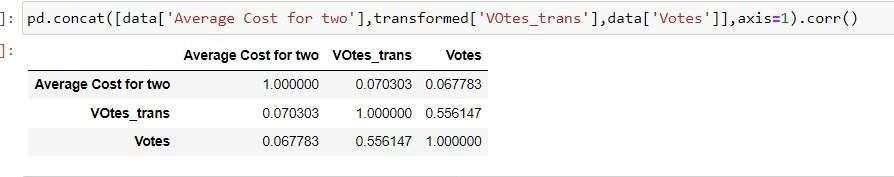 ]: pd.concat([data['Average Cost for two'],transformed['VOtes_trans'],data['Votes']],axis=1).corr()
]:
Average Cost for two VOtes_trans Votes
Average Cost for two 1.000000 0.070303 0.067783
VOtes_trans 0.070303 1.000000 0.556147
Votes 0.067783 0.556147 1.000000